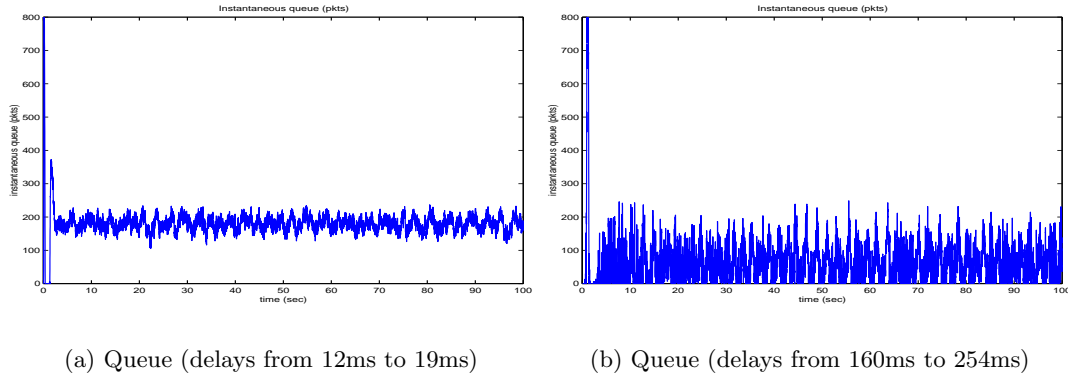 Instantaneous queue (pkts)
800
700
600
500
400
300
200
100
0
instantaneous queue (pkts)
0 10 20 30 40 50 60 70 80 90 100
time (sec)
(a) Queue (delays from 12ms to 19ms)
Instantaneous queue (pkts)
800
700
600
500
400
300
200
100
0
instantaneous queue (pkts)
0 10 20 30 40 50 60 70 80 90 100
time (sec)
(b) Queue (delays from 160ms to 254ms)